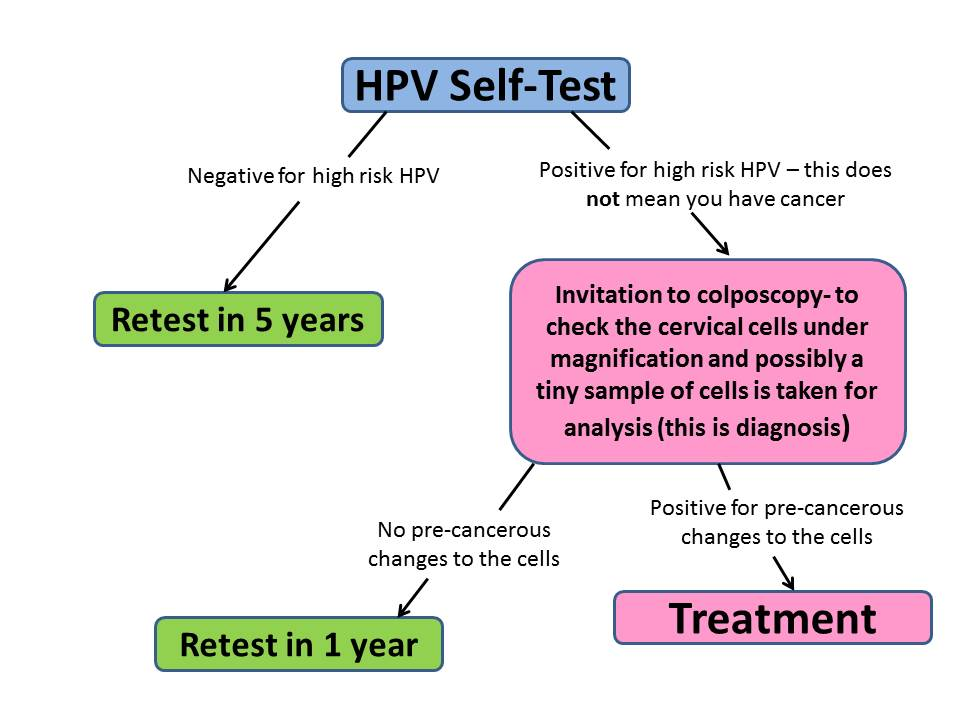 HPV Self-Test
Negative for high risk HPV
Positive for high risk HPV – this does
not mean you have cancer
Retest in 5 years
Invitation to colposcopy- to
check the cervical cells under
magnification and possibly a
tiny sample of cells is taken for
analysis (this is diagnosis)
No pre-cancerous
changes to the cells
Positive for pre-cancerous
changes to the cells
Retest in 1 year
Treatment